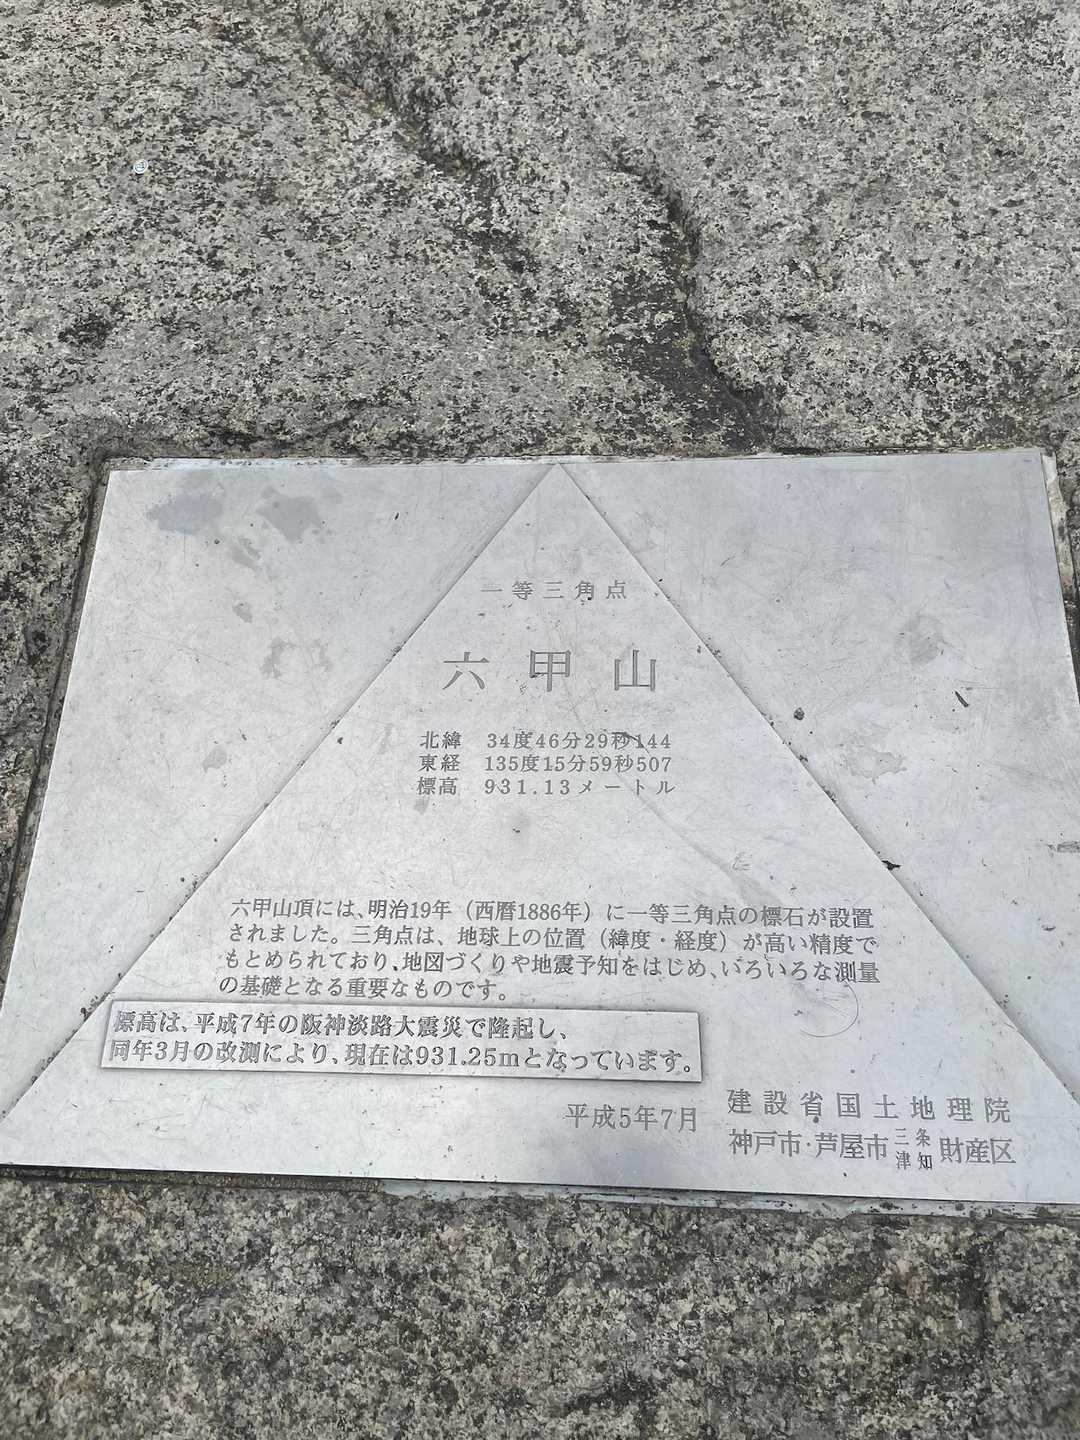 一等三角点
六甲山
北緯 34度46分29秒144
東経 135度15分59秒507
標高 931.13メートル
六甲山頂には、明治19年（西暦1886年）に一等三角点の標石が設置
されました。三角点は、地球上の位置（緯度・経度）が高い精度で
もとめられており、地図づくりや地震予知をはじめ、いろいろな測量
の基礎となる重要なものです。
標高は、平成7年の阪神淡路大震災で隆起し、
同年3月の改測により、現在は931.25mとなっています。
平成5年7月
建設省国土地理院
神戸市・芦屋市三条津知財産区